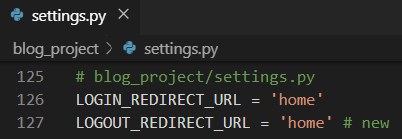 settings.py ×
blog_project > settings.py
125 # blog_project/settings.py
126 LOGIN_REDIRECT_URL = 'home'
127 LOGOUT_REDIRECT_URL = 'home' # new